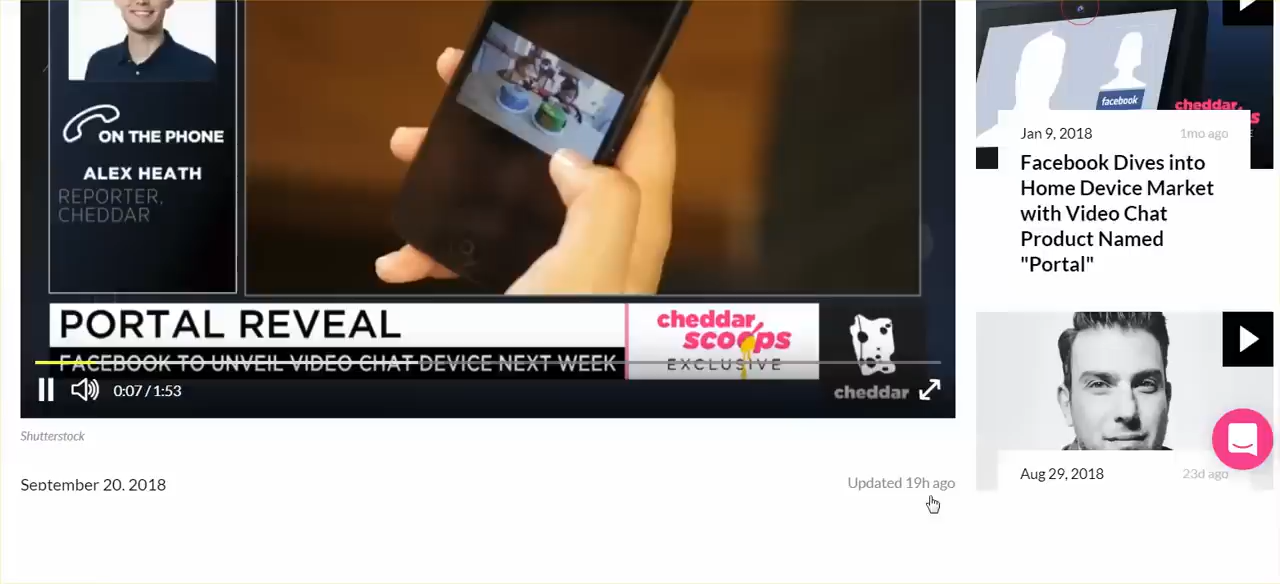 ON THE PHONE
ALEX HEATH
REPORTER,
CHEDDAR
PORTAL REVEAL
FACEBOOK TO UNVEIL VIDEO CHAT DEVICE NEXT WEEK
cheddar
scoops
EXCLUSIVE
cheddar
0:07 / 1:53
Shutterstock
September 20, 2018
Updated 19h ago
facebook
cheddar
Jan 9, 2018
1mo ago
Facebook Dives into
Home Device Market
with Video Chat
Product Named
"Portal"
Aug 29, 2018
23d ago